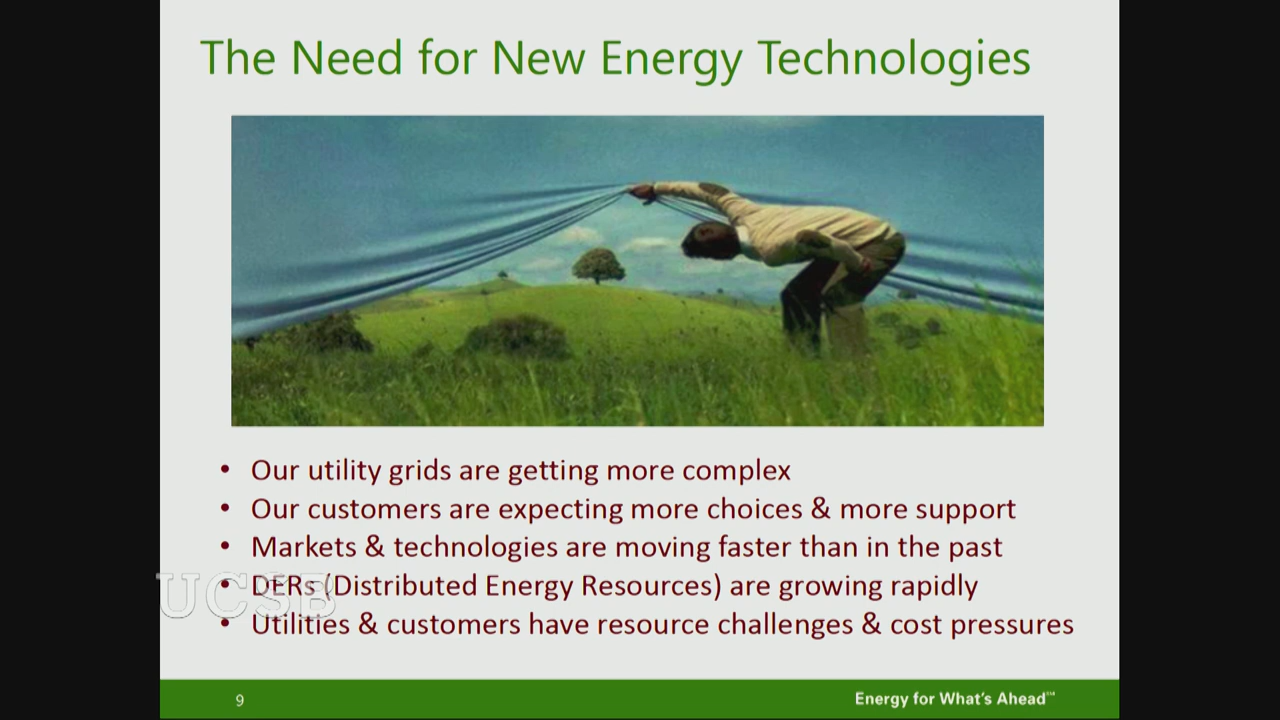 The Need for New Energy Technologies
• Our utility grids are getting more complex
• Our customers are expecting more choices & more support
• Markets & technologies are moving faster than in the past
• DERs (Distributed Energy Resources) are growing rapidly
UCSB
• Utilities & customers have resource challenges & cost pressures
9
Energy for What's Ahead℠